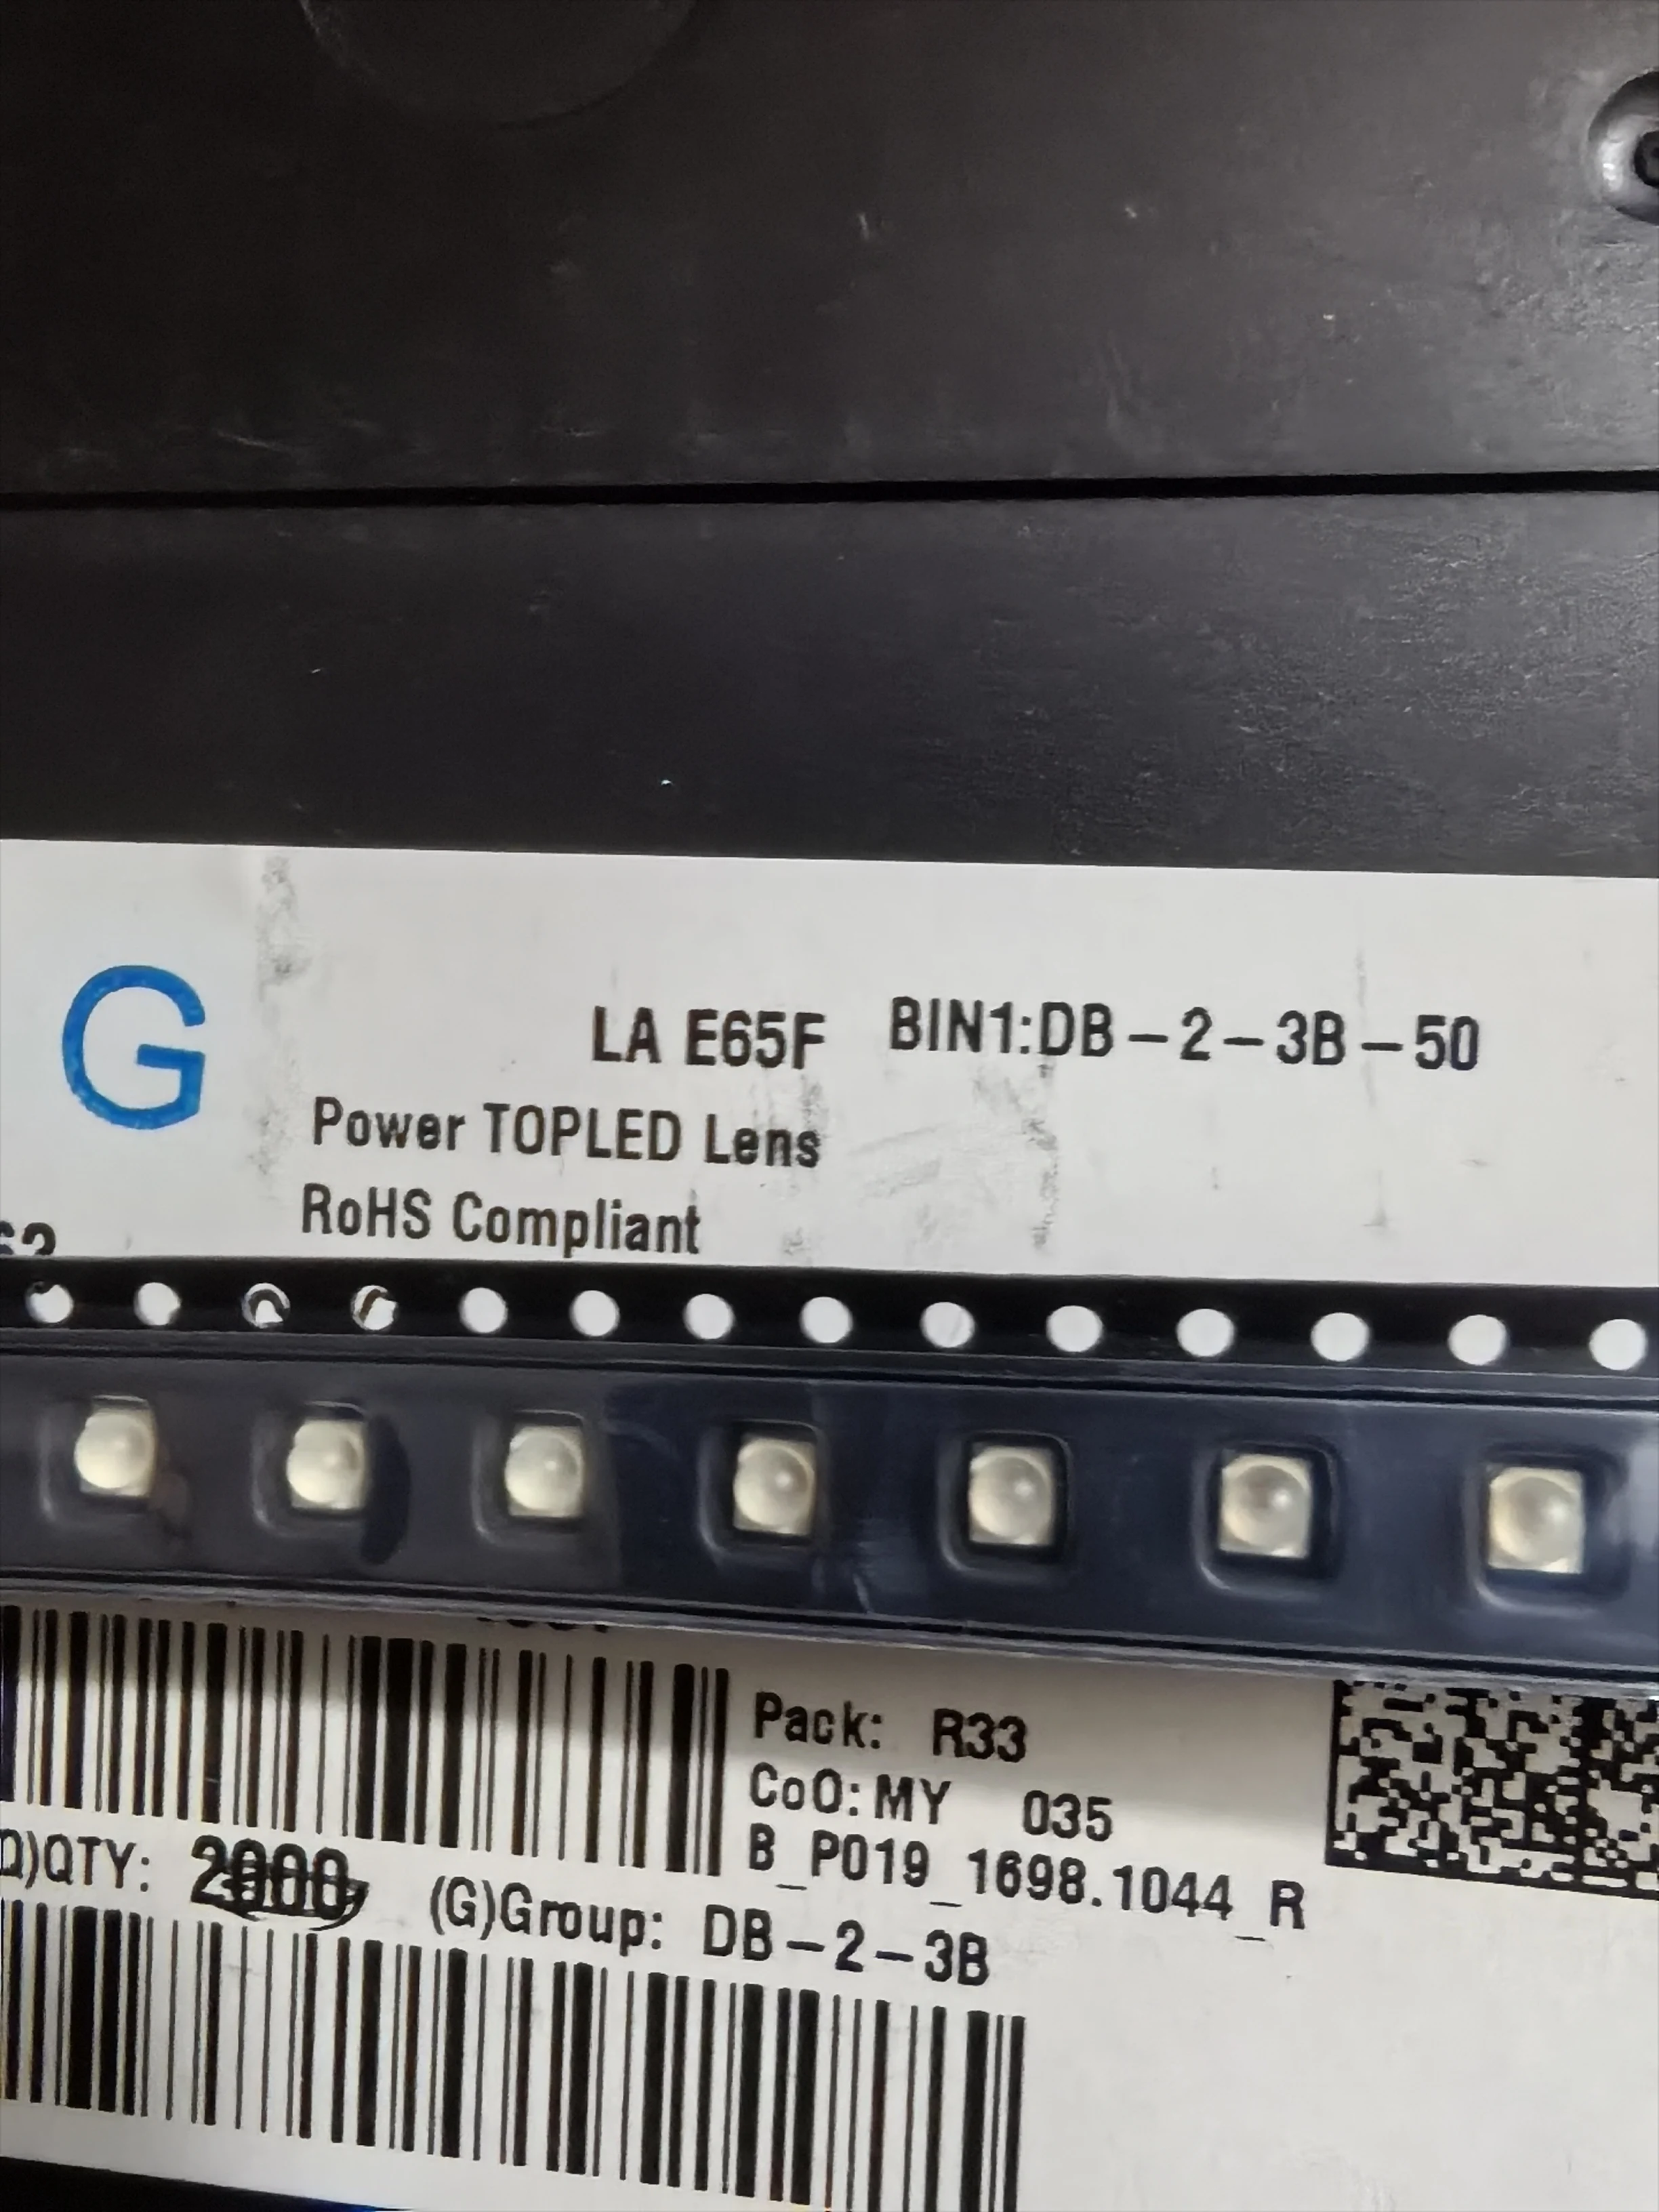 G
LA E65F BIN1:DB-2-3B-50
Power TOPLED Lens
RoHS Compliant
Pack: R33
CoO:MY 035
B_P019_1698.1044_R
Q)QTY: (G)Group: DB-2-3B